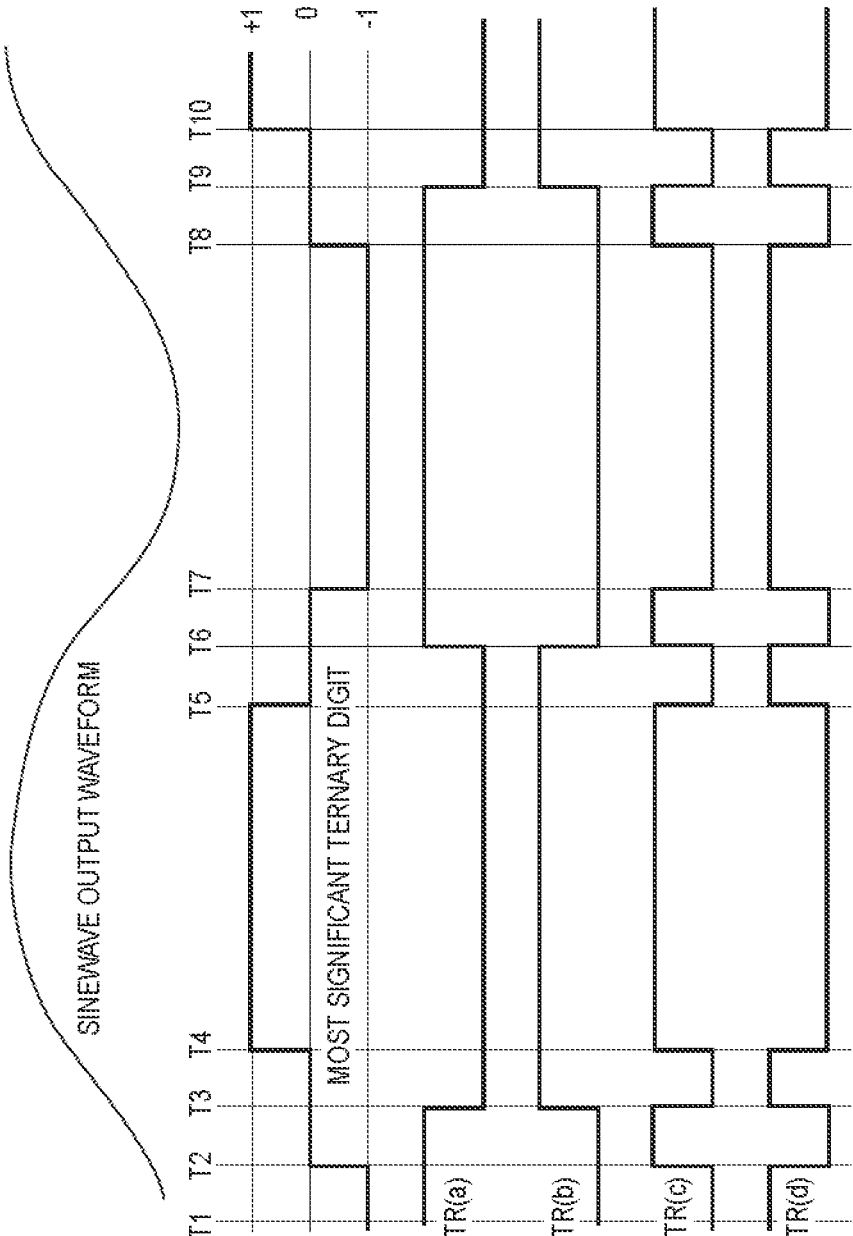 SINEWAVE OUTPUT WAVEFORM
T1 T2 T3 T4 T5 T6 T7 T8 T9 T10
+1
0
-1
MOST SIGNIFICANT TERNARY DIGIT
TR(a)
TR(b)
TR(c)
TR(d)